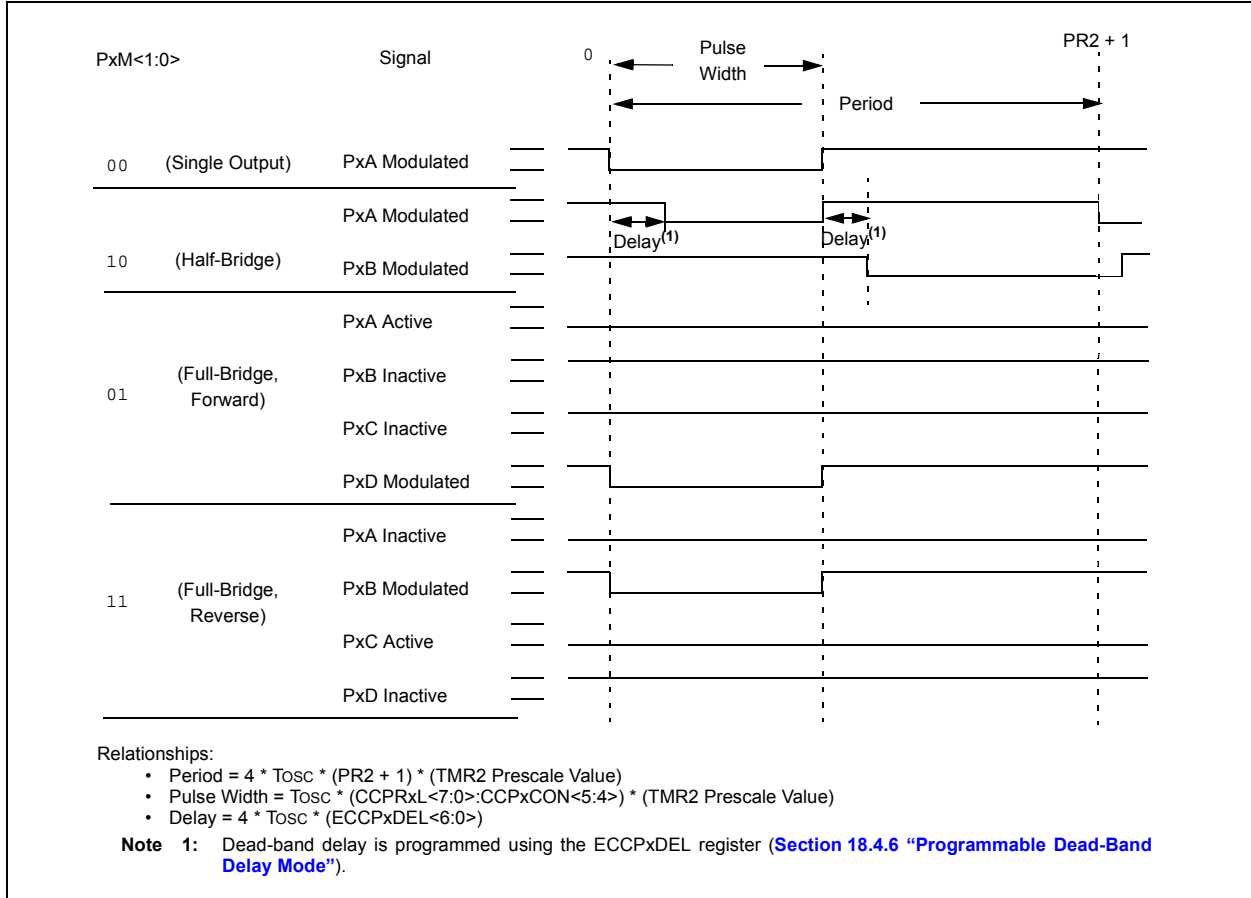 PxM<1:0> Signal 0 Pulse Width PR2 + 1
Period
00 (Single Output) PxA Modulated
PxA Modulated
Delay(1) Delay(1)
10 (Half-Bridge) PxB Modulated
PxA Active
01 (Full-Bridge, Forward) PxB Inactive
PxC Inactive
PxD Modulated
PxA Inactive
11 (Full-Bridge, Reverse) PxB Modulated
PxC Active
PxD Inactive
Relationships:
• Period = 4 * TOSC * (PR2 + 1) * (TMR2 Prescale Value)
• Pulse Width = TOSC * (CCPRxL<7:0>:CCPxCON<5:4>) * (TMR2 Prescale Value)
• Delay = 4 * TOSC * (ECCPxDEL<6:0>)
Note 1: Dead-band delay is programmed using the ECCPxDEL register (Section 18.4.6 “Programmable Dead-Band
Delay Mode”).